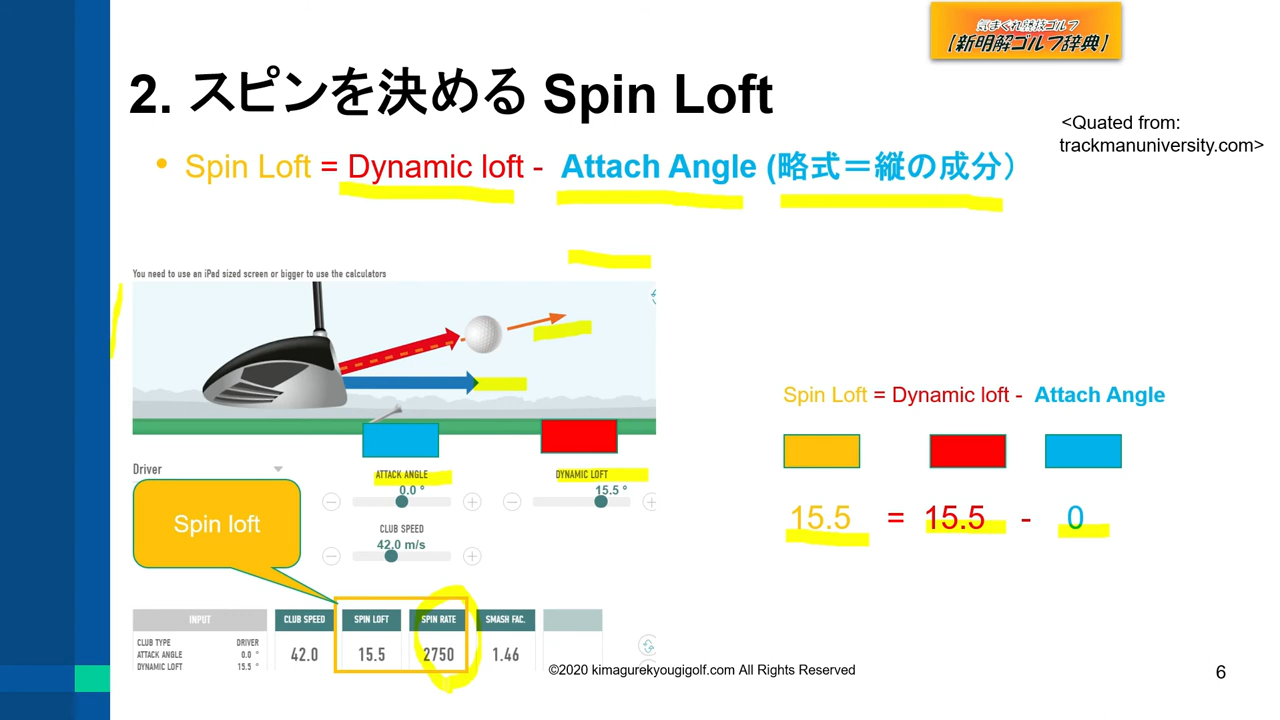 気まぐれ競技ゴルフ
【新明解ゴルフ辞典】
2. スピンを決める Spin Loft
<Quated from:
trackmanuniversity.com>
• Spin Loft = Dynamic loft - Attach Angle (略式＝縦の成分）
You need to use an iPad sized screen or bigger to use the calculators
Spin Loft = Dynamic loft - Attach Angle
15.5 = 15.5 - 0
Driver
ATTACK ANGLE
0.0 °
DYNAMIC LOFT
15.5 °
Spin loft
CLUB SPEED
42.0 m/s
INPUT CLUB SPEED SPIN LOFT SPIN RATE SMASH FAC.
CLUB TYPE DRIVER
ATTACK ANGLE 0.0 °
DYNAMIC LOFT 15.5 °
42.0 15.5 2750 1.46
©2020 kimagurekyougigolf.com All Rights Reserved
6